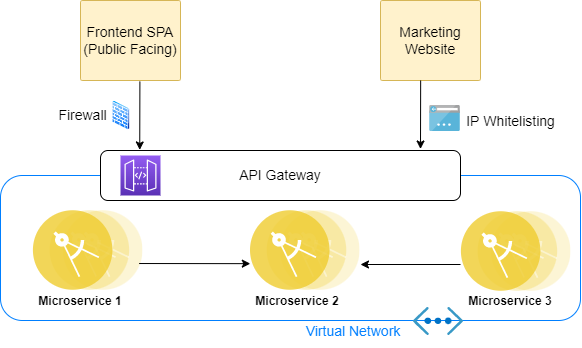 Frontend SPA
(Public Facing)
Marketing
Website
Firewall
IP Whitelisting
API Gateway
Microservice 1
Microservice 2
Microservice 3
Virtual Network